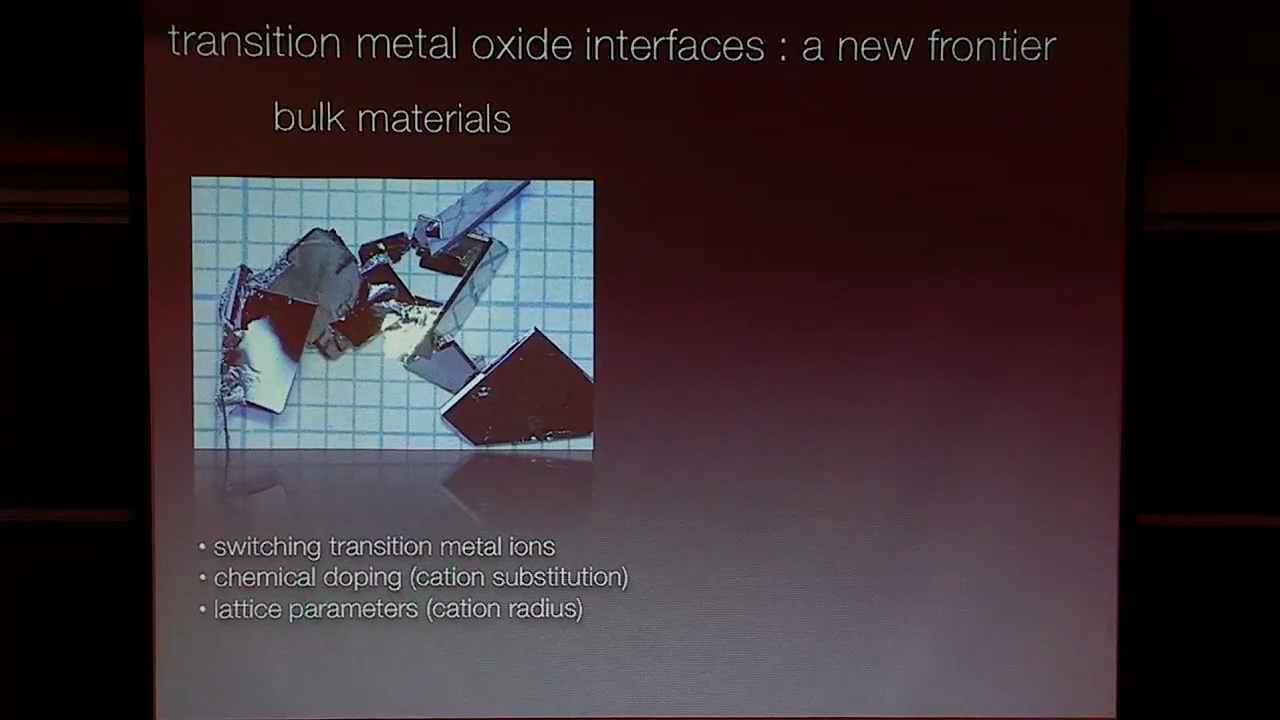 transition metal oxide interfaces : a new frontier
bulk materials
• switching transition metal ions
• chemical doping (cation substitution)
• lattice parameters (cation radius)